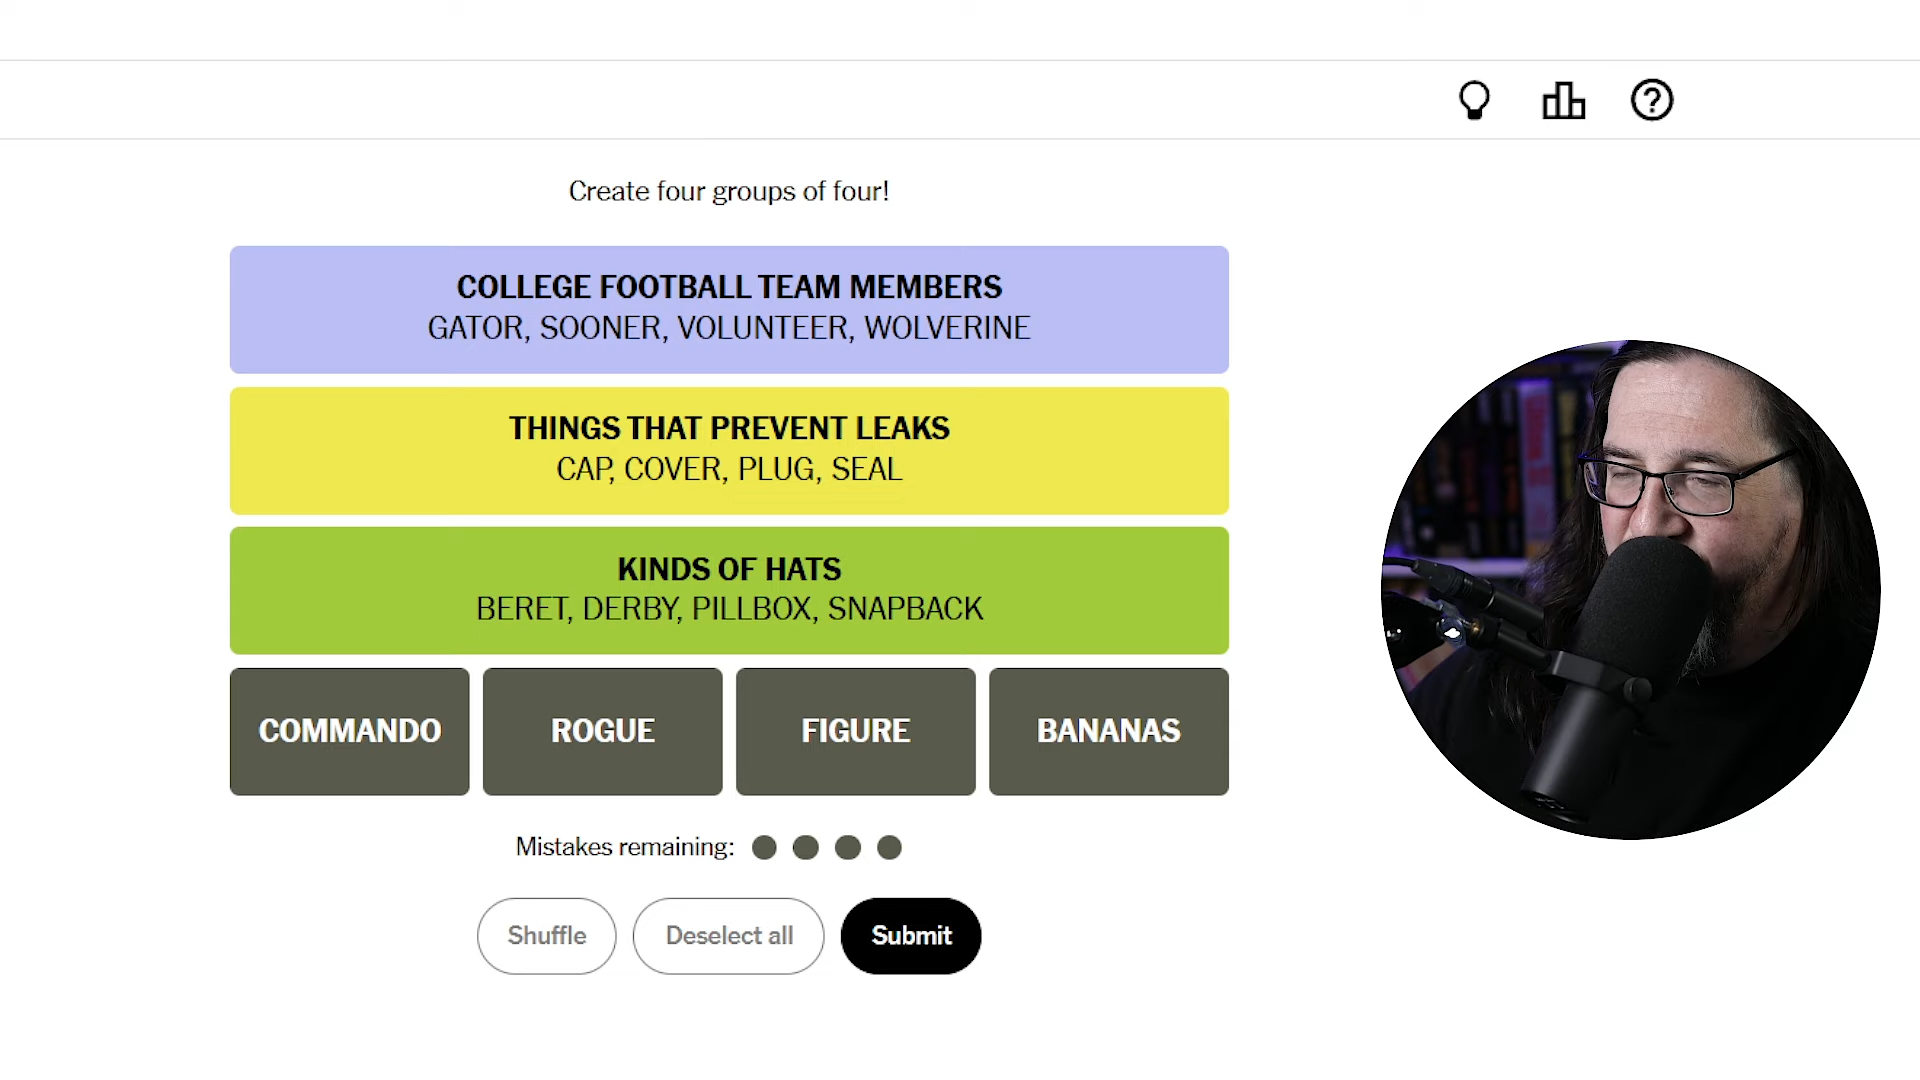 Create four groups of four!
COLLEGE FOOTBALL TEAM MEMBERS
GATOR, SOONER, VOLUNTEER, WOLVERINE
THINGS THAT PREVENT LEAKS
CAP, COVER, PLUG, SEAL
KINDS OF HATS
BERET, DERBY, PILLBOX, SNAPBACK
COMMANDO ROGUE FIGURE BANANAS
Mistakes remaining:
Shuffle Deselect all Submit